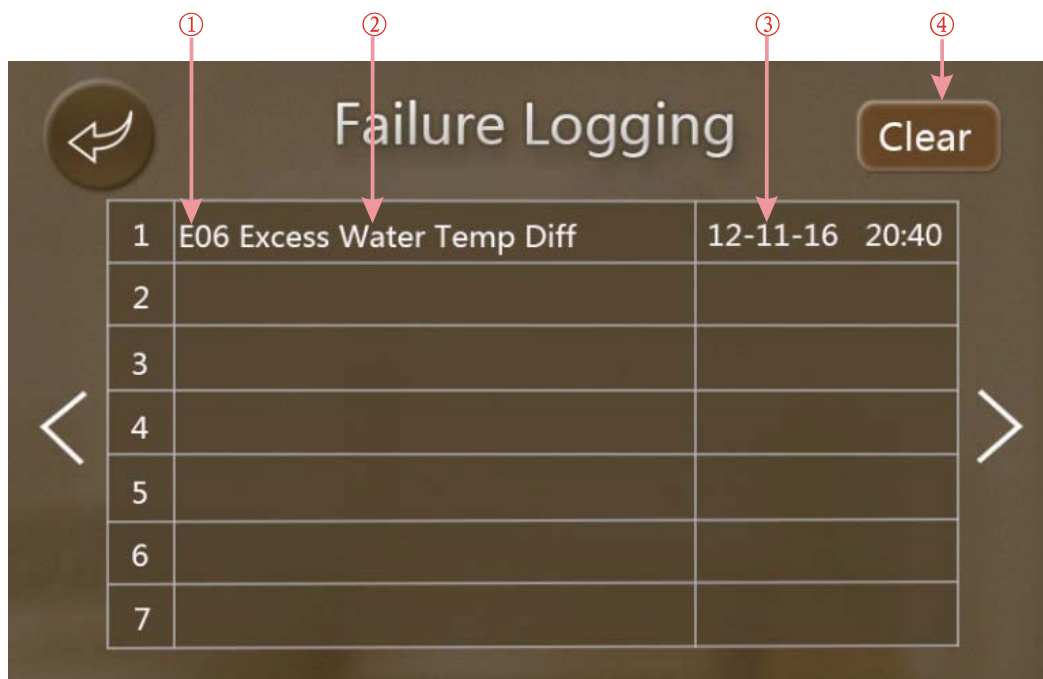 ① ② ③ ④
Failure Logging Clear
1 E06 Excess Water Temp Diff 12-11-16 20:40
2
3
4
5
6
7